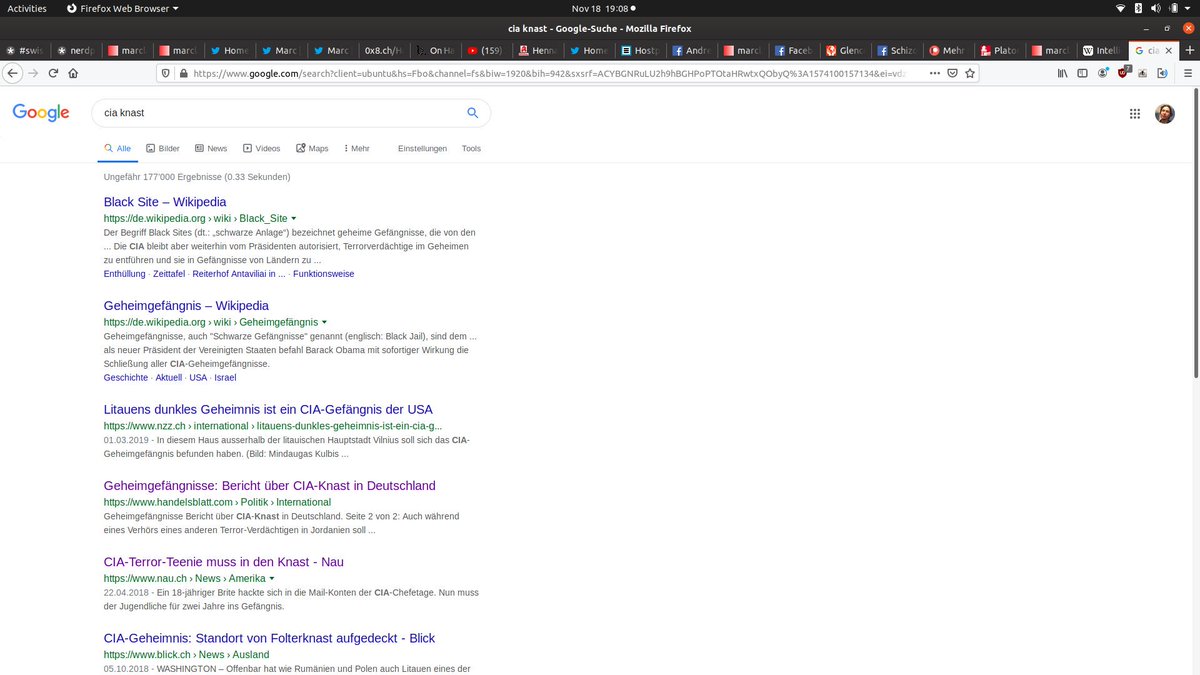 Activities Firefox Web Browser Nov 18 19:08
cia knast - Google-Suche - Mozilla Firefox
#swis nerdp marcl marcl Home Marc Marc 0x8.ch/H On Ha (159) Henna Home Hostp Andre marcl Faceb Glenc Schizo Mehr Plato marcl Intelli cia
https://www.google.com/search?client=ubuntu&hs=Fbo&channel=fs&biw=1920&bih=942&sxsrf=ACYBGNRuLU2h9hBGHPoPTOtaHRwtxQObyQ%3A1574100157134&ei=vd
Google cia knast
Alle Bilder News Videos Maps Mehr Einstellungen Tools
Ungefähr 177'000 Ergebnisse (0.33 Sekunden)
Black Site – Wikipedia
https://de.wikipedia.org › wiki › Black_Site
Der Begriff Black Sites (dt.: „schwarze Anlage“) bezeichnet geheime Gefängnisse, die von den
... Die CIA bleibt aber weiterhin vom Präsidenten autorisiert, Terrorverdächtige im Geheimen
zu entführen und sie in Gefängnisse von Ländern zu ...
Enthüllung · Zeittafel · Reiterhof Antaviliai in ... · Funktionsweise
Geheimgefängnis – Wikipedia
https://de.wikipedia.org › wiki › Geheimgefängnis
Geheimgefängnisse, auch "Schwarze Gefängnisse" genannt (englisch: Black Jail), sind dem ...
als neuer Präsident der Vereinigten Staaten befahl Barack Obama mit sofortiger Wirkung die
Schließung aller CIA-Geheimgefängnisse.
Geschichte · Aktuell · USA · Israel
Litauens dunkles Geheimnis ist ein CIA-Gefängnis der USA
https://www.nzz.ch › international › litauens-dunkles-geheimnis-ist-ein-cia-g...
01.03.2019 - In diesem Haus ausserhalb der litauischen Hauptstadt Vilnius soll sich das CIA-
Geheimgefängnis befunden haben. (Bild: Mindaugas Kulbis ...
Geheimgefängnisse: Bericht über CIA-Knast in Deutschland
https://www.handelsblatt.com › Politik › International
Geheimgefängnisse Bericht über CIA-Knast in Deutschland. Seite 2 von 2: Auch während
eines Verhörs eines anderen Terror-Verdächtigen in Jordanien soll ...
CIA-Terror-Teenie muss in den Knast - Nau
https://www.nau.ch › News › Amerika
22.04.2018 - Ein 18-jähriger Brite hackte sich in die Mail-Konten der CIA-Chefetage. Nun muss
der Jugendliche für zwei Jahre ins Gefängnis.
CIA-Geheimnis: Standort von Folterknast aufgedeckt - Blick
https://www.blick.ch › News › Ausland
05.10.2018 - WASHINGTON – Offenbar hat wie Rumänien und Polen auch Litauen eines der